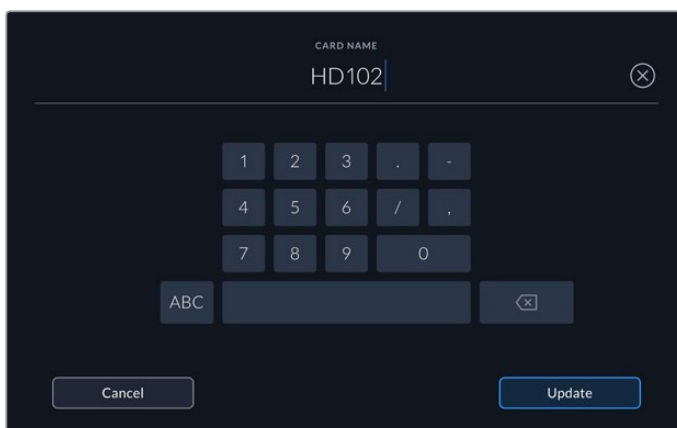 CARD NAME
HD102
1 2 3 . -
4 5 6 / ,
7 8 9 0
ABC
Cancel Update